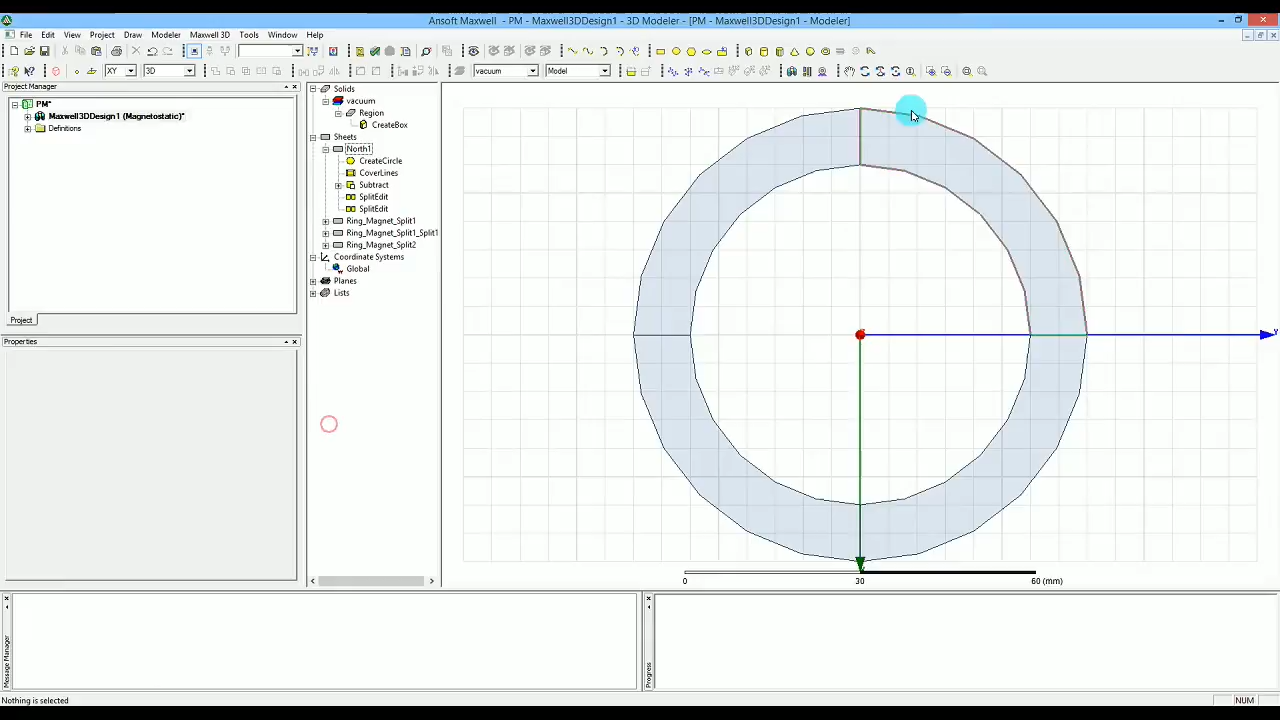 Ansoft Maxwell - PM - Maxwell3DDesign1 - 3D Modeler - [PM - Maxwell3DDesign1 - Modeler]
File Edit View Project Draw Modeler Maxwell 3D Tools Window Help
XY 3D vacuum Model
Project Manager
PM*
Maxwell3DDesign1 (Magnetostatic)*
Definitions
Project
Properties
Solids
vacuum
Region
CreateBox
Sheets
North1
CreateCircle
CoverLines
Subtract
SplitEdit
SplitEdit
Ring_Magnet_Split1
Ring_Magnet_Split1_Split1
Ring_Magnet_Split2
Coordinate Systems
Global
Planes
Lists
Y
0 30 60 (mm)
Message Manager
Progress
Nothing is selected
NUM